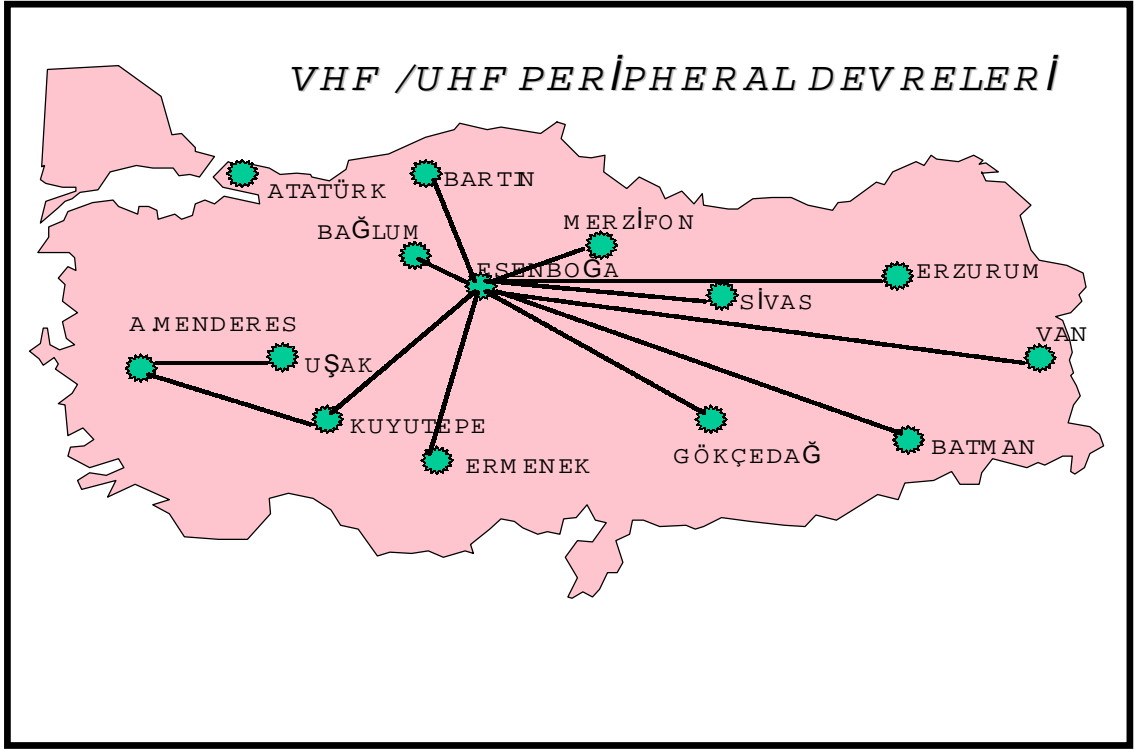 VHF /UHF PERİPHERAL DEVRELERİ
ATATÜRK
BARTIN
BAĞLUM
MERZİFON
ESENBOĞA
ERZURUM
SİVAS
A.MENDERES
VAN
UŞAK
KUYUTEPE
GÖKÇEDAĞ
BATMAN
ERMENEK